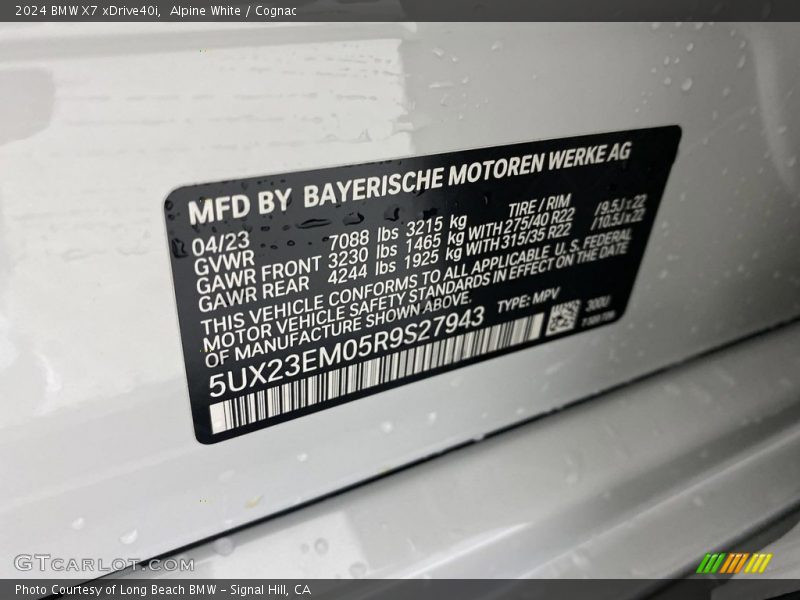 2024 BMW X7 xDrive40i, Alpine White / Cognac
MFD BY BAYERISCHE MOTOREN WERKE AG
04/23 TIRE / RIM
GVWR 7088 lbs 3215 kg
GAWR FRONT 3230 lbs 1465 kg WITH 275/40 R22 /9.5Jx22
GAWR REAR 4244 lbs 1925 kg WITH 315/35 R22 /10.5Jx22
THIS VEHICLE CONFORMS TO ALL APPLICABLE U.S. FEDERAL
MOTOR VEHICLE SAFETY STANDARDS IN EFFECT ON THE DATE
OF MANUFACTURE SHOWN ABOVE.
5UX23EM05R9S27943 TYPE: MPV
300U
GTCARLOT.COM
Photo Courtesy of Long Beach BMW - Signal Hill, CA